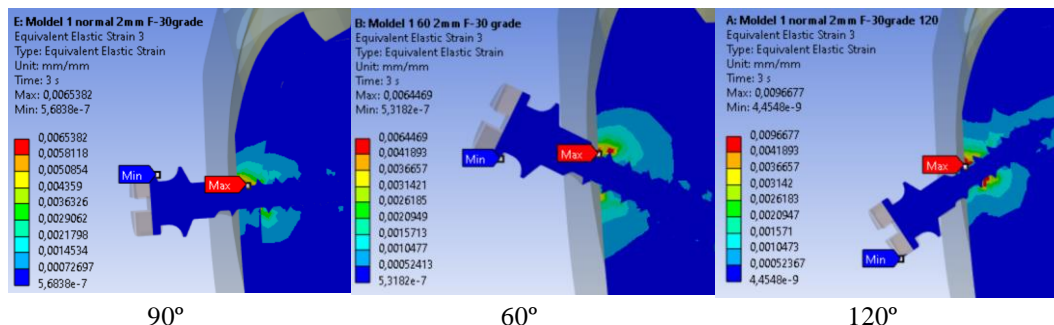 E: Moldel 1 normal 2mm F-30grade
Equivalent Elastic Strain 3
Type: Equivalent Elastic Strain
Unit: mm/mm
Time: 3 s
Max: 0,0065382
Min: 5,6838e-7
0,0065382
0,0058118
0,0050854
0,004359
0,0036326
0,0029062
0,0021798
0,0014534
0,00072697
5,6838e-7
Min
Max
B: Moldel 1 60 2mm F-30 grade
Equivalent Elastic Strain 3
Type: Equivalent Elastic Strain
Unit: mm/mm
Time: 3 s
Max: 0,0064469
Min: 5,3182e-7
0,0064469
0,0041893
0,0036657
0,0031421
0,0026185
0,0020949
0,0015713
0,0010477
0,00052413
5,3182e-7
Min
Max
A: Moldel 1 normal 2mm F-30grade 120
Equivalent Elastic Strain 3
Type: Equivalent Elastic Strain
Unit: mm/mm
Time: 3 s
Max: 0,0096677
Min: 4,4548e-9
0,0096677
0,0041893
0,0036657
0,003142
0,0026183
0,0020947
0,001571
0,0010473
0,00052367
4,4548e-9
Max
Min
90º
60º
120º